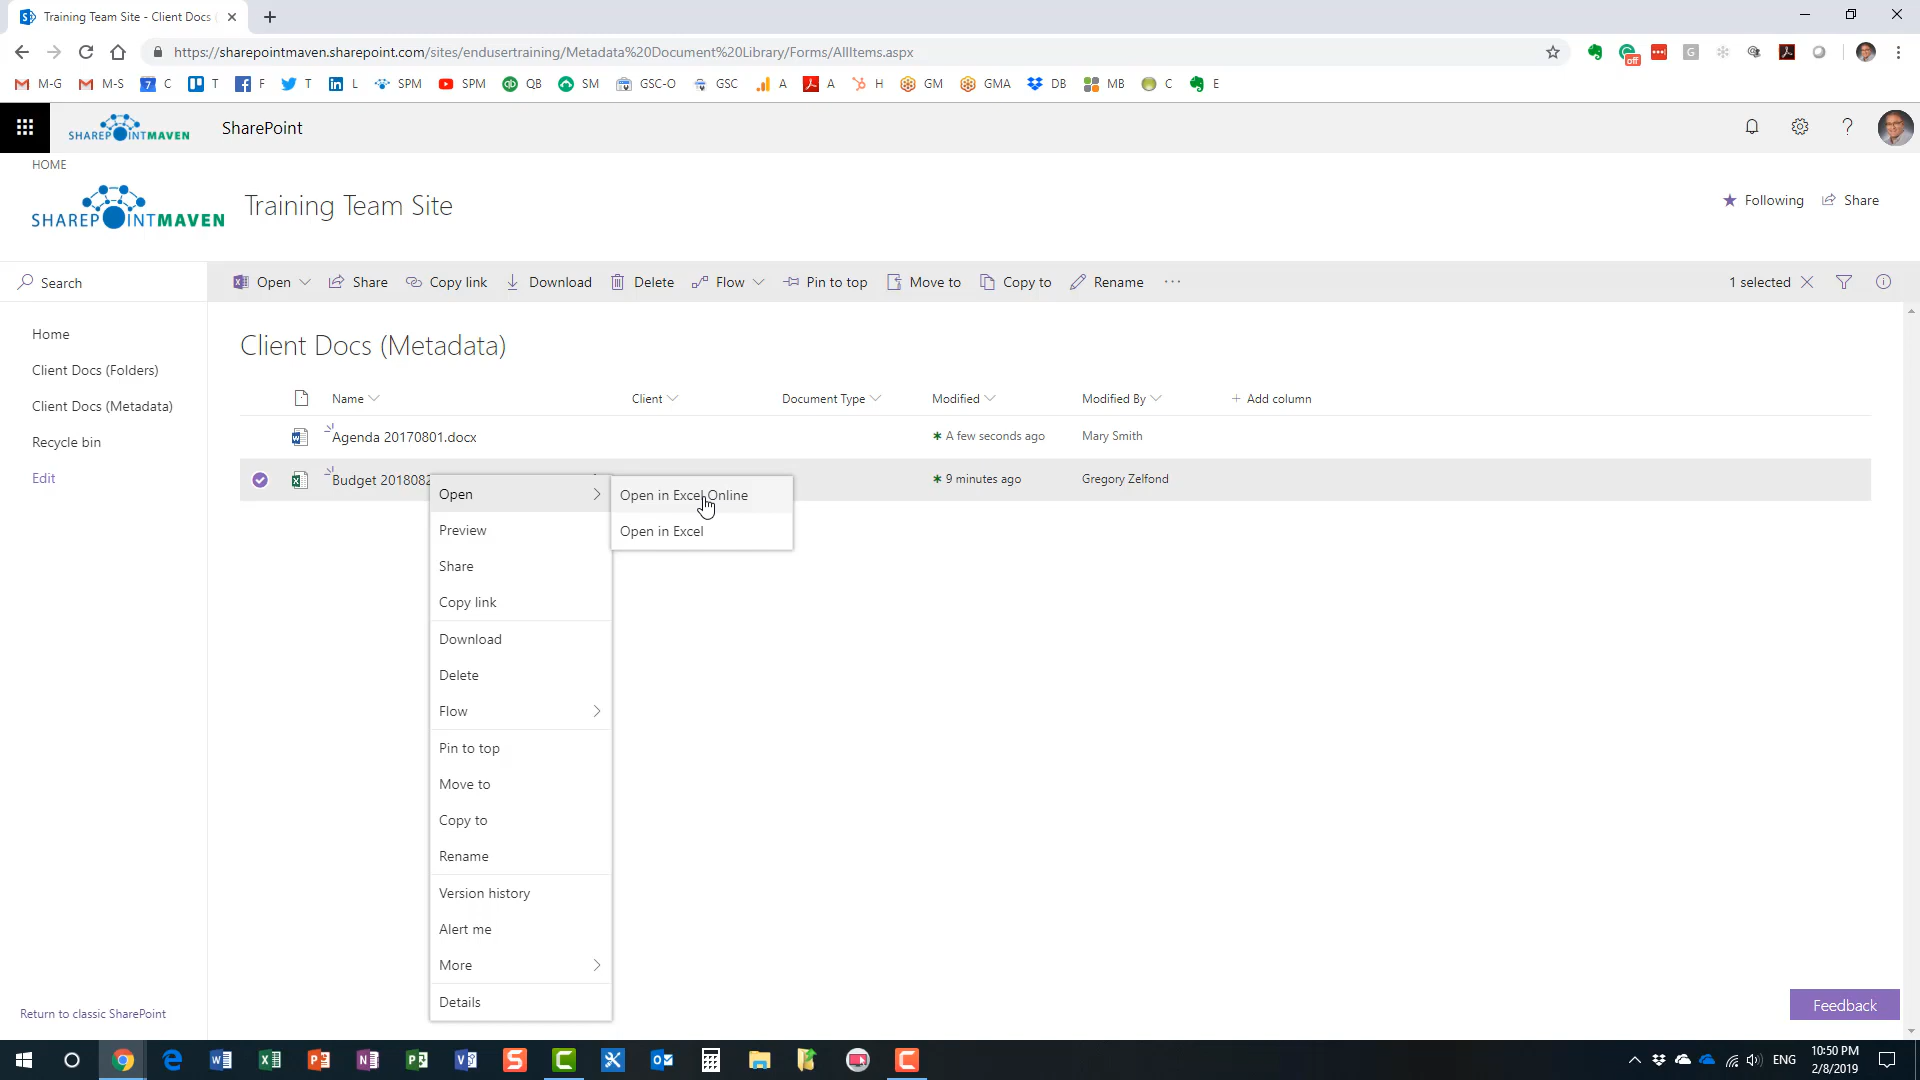 Training Team Site - Client Docs (
https://sharepointmaven.sharepoint.com/sites/endusertraining/Metadata%20Document%20Library/Forms/AllItems.aspx
off
M-G M-S 7 C T F T L SPM SPM QB SM GSC-O GSC A A H GM GMA DB MB C E
SHAREPOINTMAVEN SharePoint
HOME
SHAREPOINTMAVEN Training Team Site
Following Share
Search
Open Share Copy link Download Delete Flow Pin to top Move to Copy to Rename ··· 1 selected
Home
Client Docs (Folders)
Client Docs (Metadata)
Recycle bin
Edit
Client Docs (Metadata)
Name Client Document Type Modified Modified By + Add column
Agenda 20170801.docx A few seconds ago Mary Smith
Budget 2018082 9 minutes ago Gregory Zelfond
Open
Open in Excel Online
Open in Excel
Preview
Share
Copy link
Download
Delete
Flow
Pin to top
Move to
Copy to
Rename
Version history
Alert me
More
Details
Return to classic SharePoint
Feedback
ENG
10:50 PM
2/8/2019